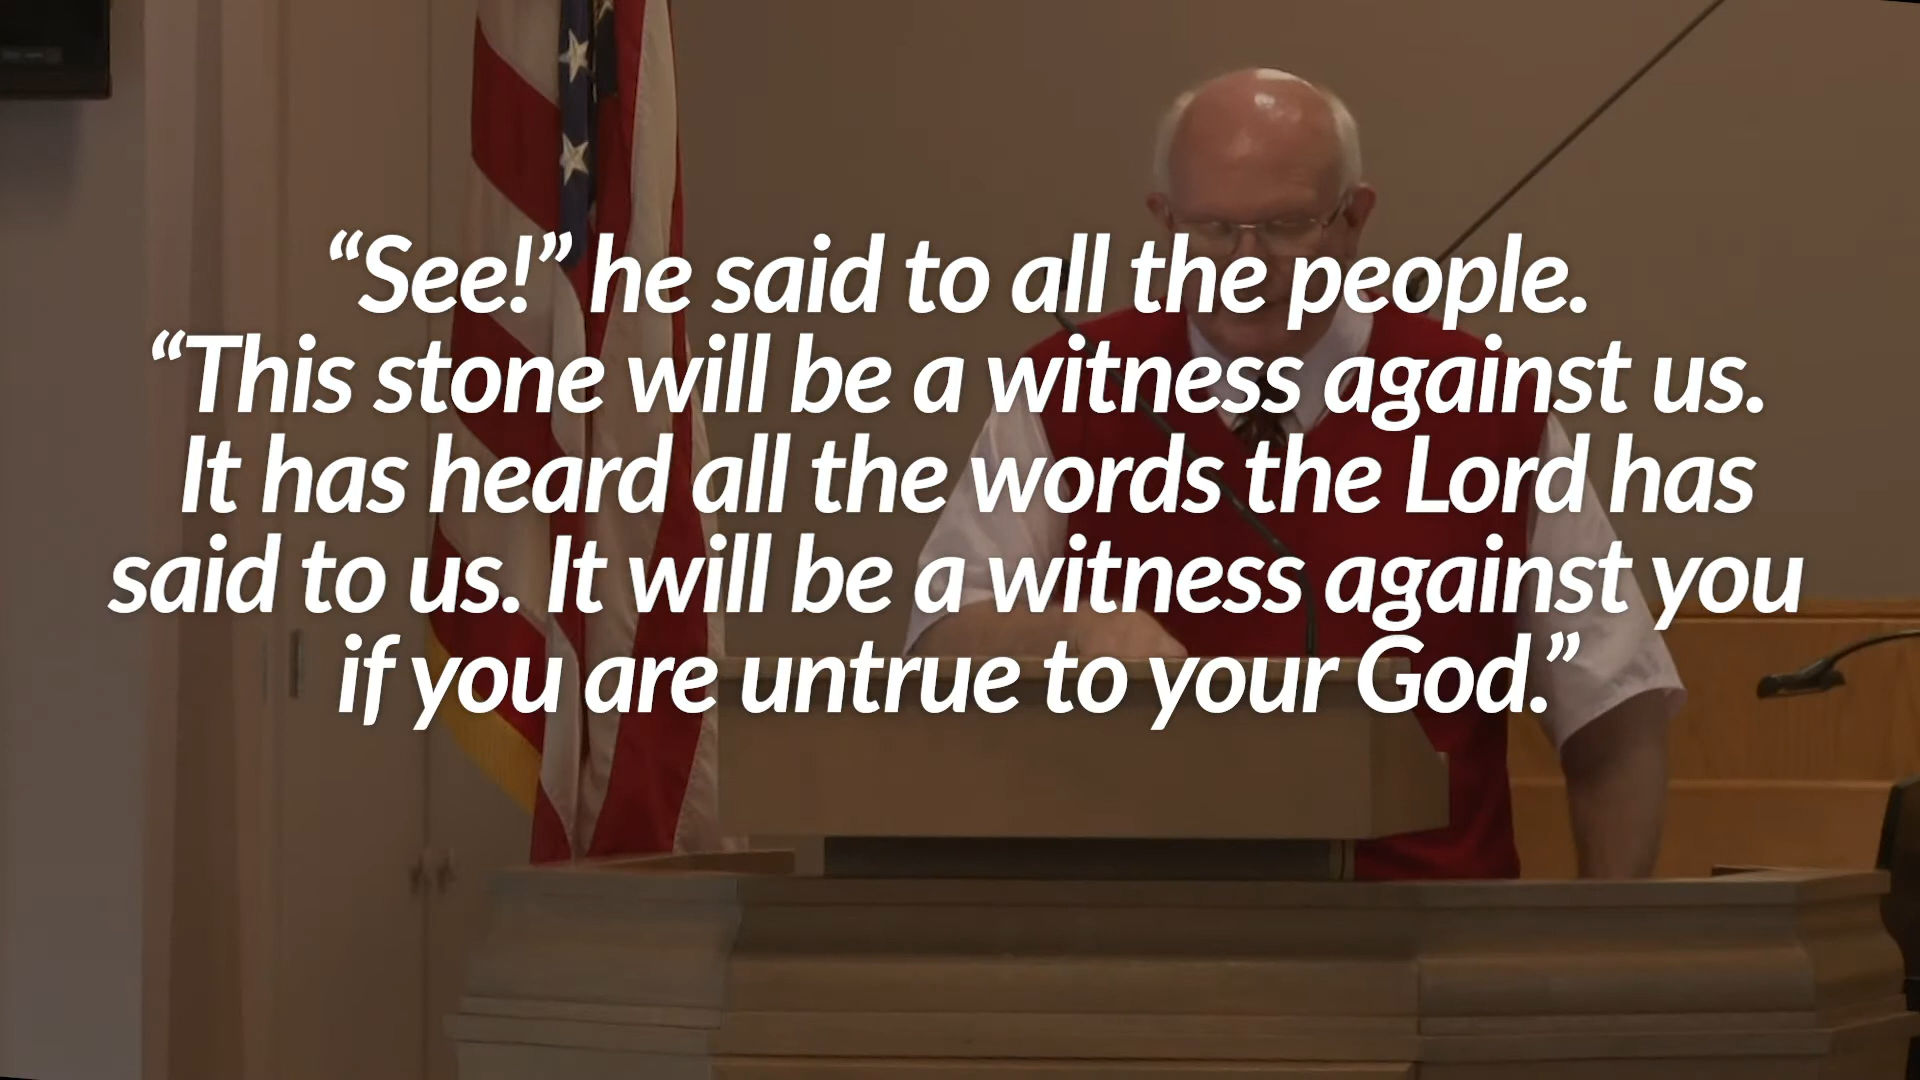 “See!” he said to all the people.
“This stone will be a witness against us.
It has heard all the words the Lord has
said to us. It will be a witness against you
if you are untrue to your God.”